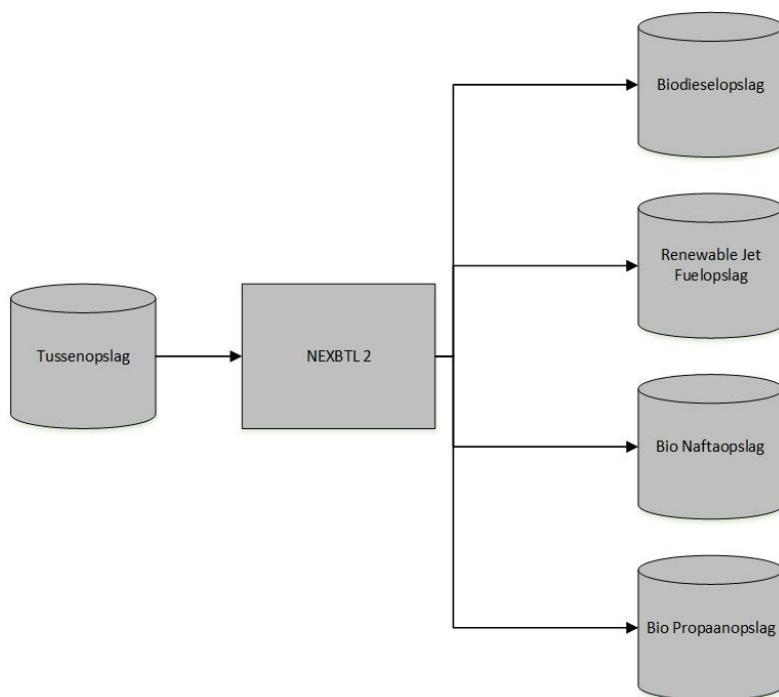 Biodieselopslag
Renewable Jet
Fuelopslag
Tussenopslag
NEXBTL 2
Bio Naftaopslag
Bio Propaanopslag